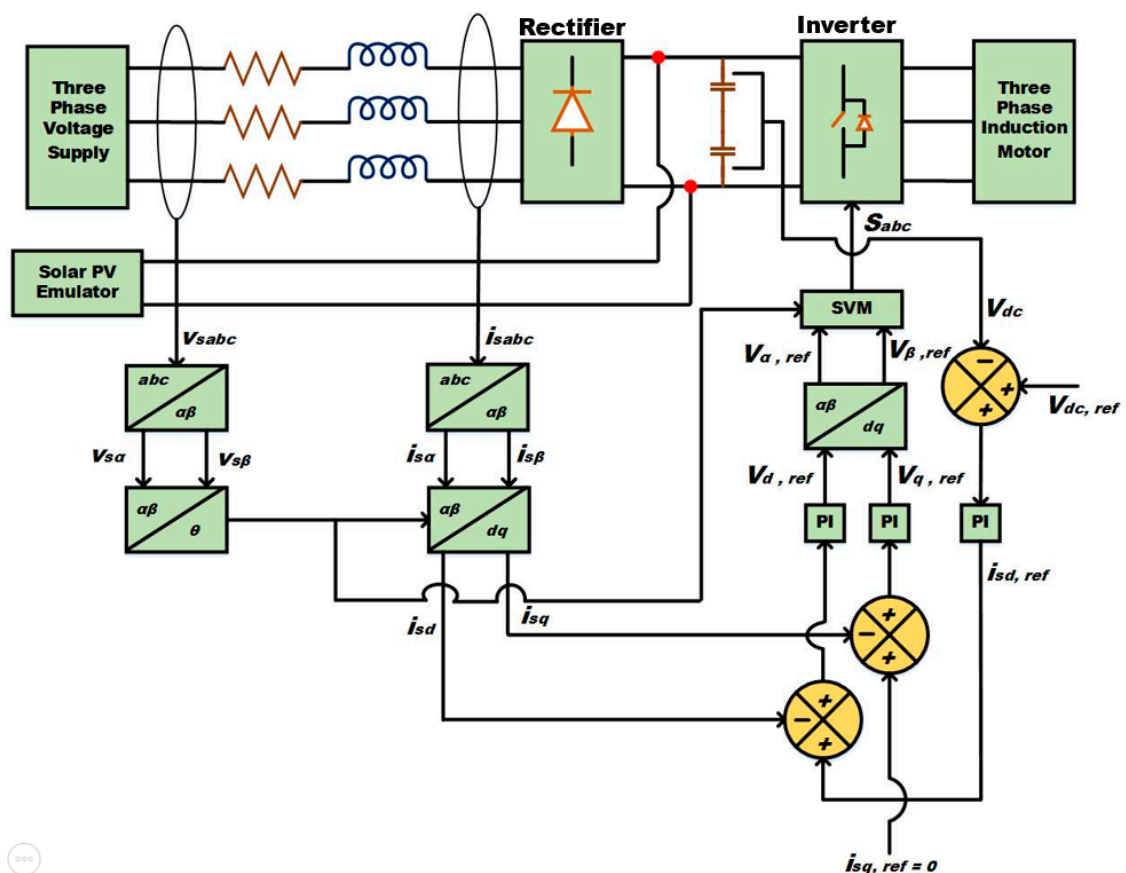 Rectifier
Inverter
Three
Phase
Voltage
Supply
Three
Phase
Induction
Motor
Solar PV
Emulator
Sabc
SVM
Vdc
vsabc
isabc
Vα, ref
Vβ,ref
abc
αβ
abc
αβ
αβ
dq
−
+
+
Vdc, ref
vsα
vsβ
isα
isβ
Vd, ref
Vq, ref
αβ
θ
αβ
dq
PI
PI
PI
isd, ref
isd
isq
+
−
+
+
−
+
isq, ref = 0